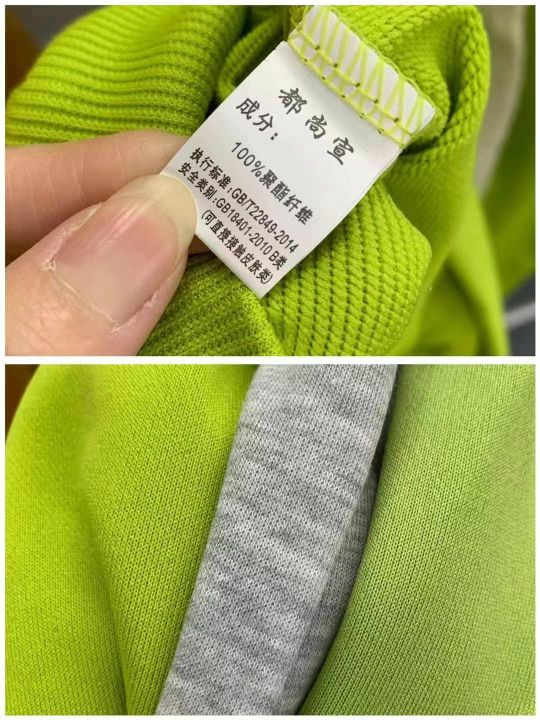 都尚宣
成分：
100%聚酯纤维
执行标准:GB/T22849-2014
安全类别:GB18401-2010 B类
(可直接接触皮肤类)